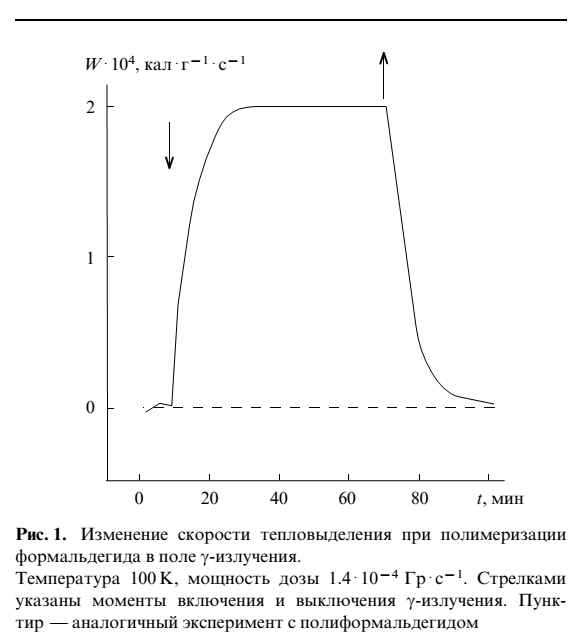 W · 10⁴, кал · г⁻¹ · с⁻¹
2
1
0
0 20 40 60 80 t, мин
Рис. 1. Изменение скорости тепловыделения при полимеризации
формальдегида в поле γ-излучения.
Температура 100 K, мощность дозы 1.4 · 10⁻⁴ Гр · с⁻¹. Стрелками
указаны моменты включения и выключения γ-излучения. Пунк-
тир — аналогичный эксперимент с полиформальдегидом